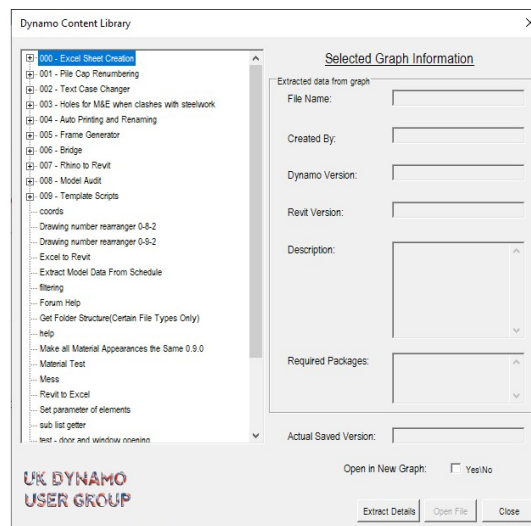 Dynamo Content Library
000 - Excel Sheet Creation
001 - Pile Cap Renumbering
002 - Text Case Changer
003 - Holes for M&E when clashes with steelwork
004 - Auto Printing and Renaming
005 - Frame Generator
006 - Bridge
007 - Rhino to Revit
008 - Model Audit
009 - Template Scripts
coords
Drawing number rearranger 0-8-2
Drawing number rearranger 0-9-2
Excel to Revit
Extract Model Data From Schedule
filtering
Forum Help
Get Folder Structure(Certain File Types Only)
help
Make all Material Appearances the Same 0.9.0
Material Test
Mess
Revit to Excel
Set parameter of elements
sub list getter
test - door and window opening
UK DYNAMO
USER GROUP
Selected Graph Information
Extracted data from graph
File Name:
Created By:
Dynamo Version:
Revit Version:
Description:
Required Packages:
Actual Saved Version:
Open in New Graph: Yes\No
Extract Details Open File Close